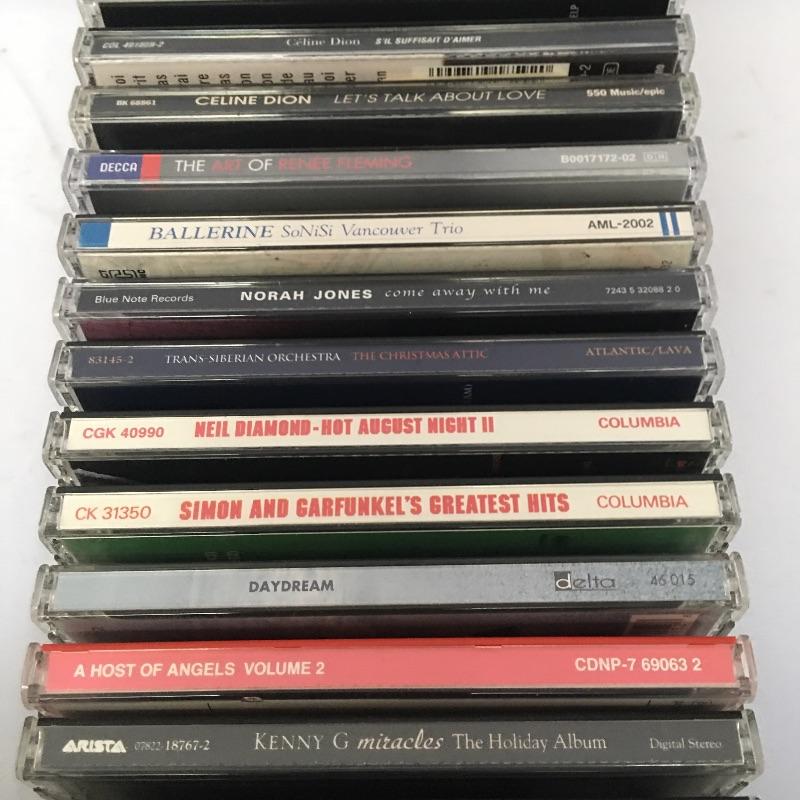 COL 491859-2 Céline Dion S'IL SUFFISAIT D'AIMER
BK 68861 CELINE DION LET'S TALK ABOUT LOVE 550 Music/epic
DECCA THE ART OF RENÉE FLEMING B0017172-02
BALLERINE SoNiSi Vancouver Trio AML-2002
Blue Note Records NORAH JONES come away with me 7243 5 32088 2 0
83145-2 TRANS-SIBERIAN ORCHESTRA THE CHRISTMAS ATTIC ATLANTIC/LAVA
CGK 40990 NEIL DIAMOND-HOT AUGUST NIGHT II COLUMBIA
CK 31350 SIMON AND GARFUNKEL'S GREATEST HITS COLUMBIA
DAYDREAM delta 46 015
A HOST OF ANGELS VOLUME 2 CDNP-7 69063 2
ARISTA 07822-18767-2 KENNY G miracles The Holiday Album Digital Stereo